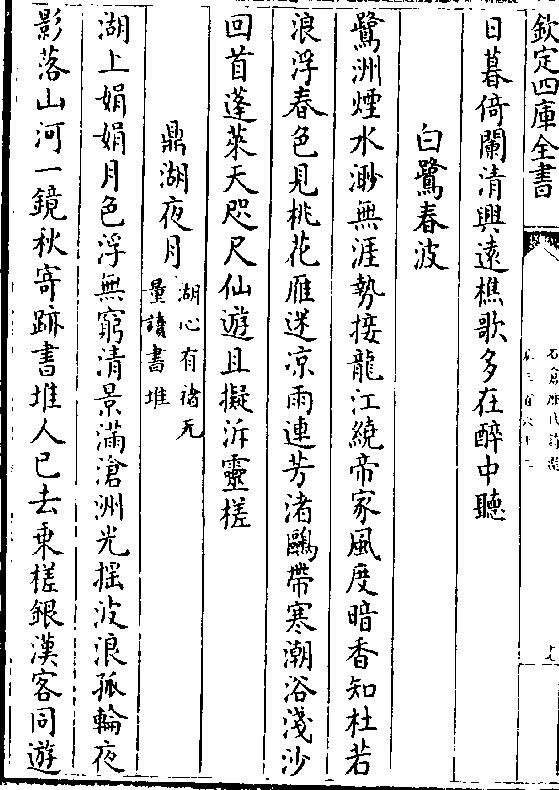 欽定四庫全書
日暮倚闌清興遠樵歌多在醉中聽
白鷺春波
鷺洲煙水渺無涯勢接龍江繞帝家風度暗香知杜若
浪浮春色見桃花雁迷凉雨連芳渚鷗帶寒潮浴淺沙
回首蓬萊天咫尺仙遊且擬泝靈槎
鼎湖夜月
湖心有禇无
量讀書堆
湖上娟娟月色浮無窮清景滿滄洲光揺波浪孤輪夜
影落山河一鏡秋寄跡書堆人已去乗槎銀漢客同遊